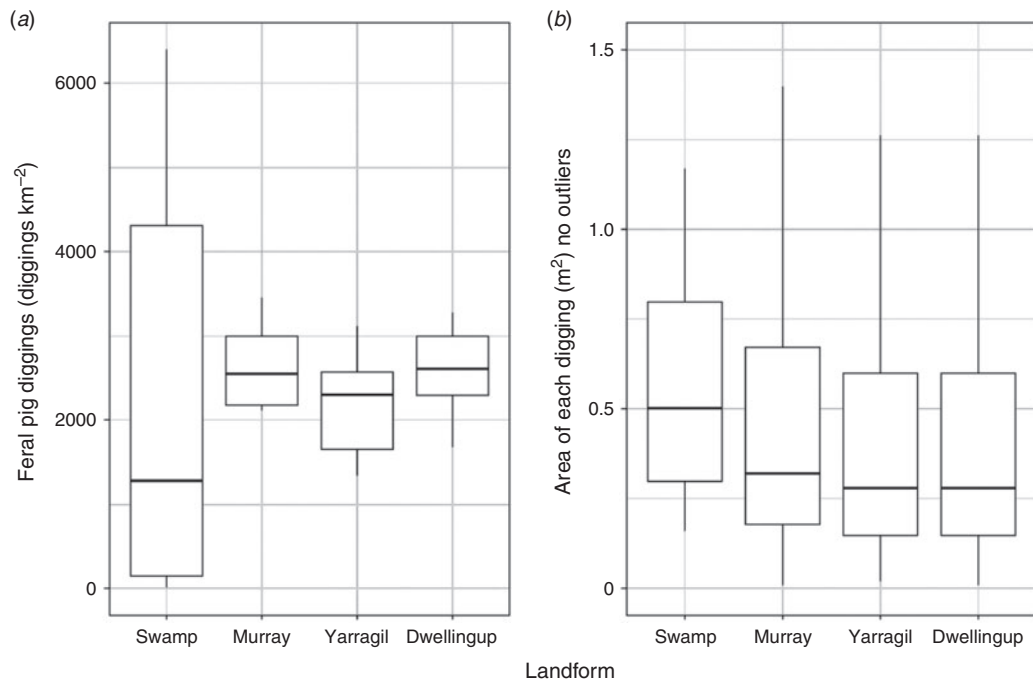 (a)
Feral pig diggings (diggings km⁻²)
6000
4000
2000
0
Swamp Murray Yarragil Dwellingup
(b)
Area of each digging (m²) no outliers
1.5
1.0
0.5
0
Swamp Murray Yarragil Dwellingup
Landform